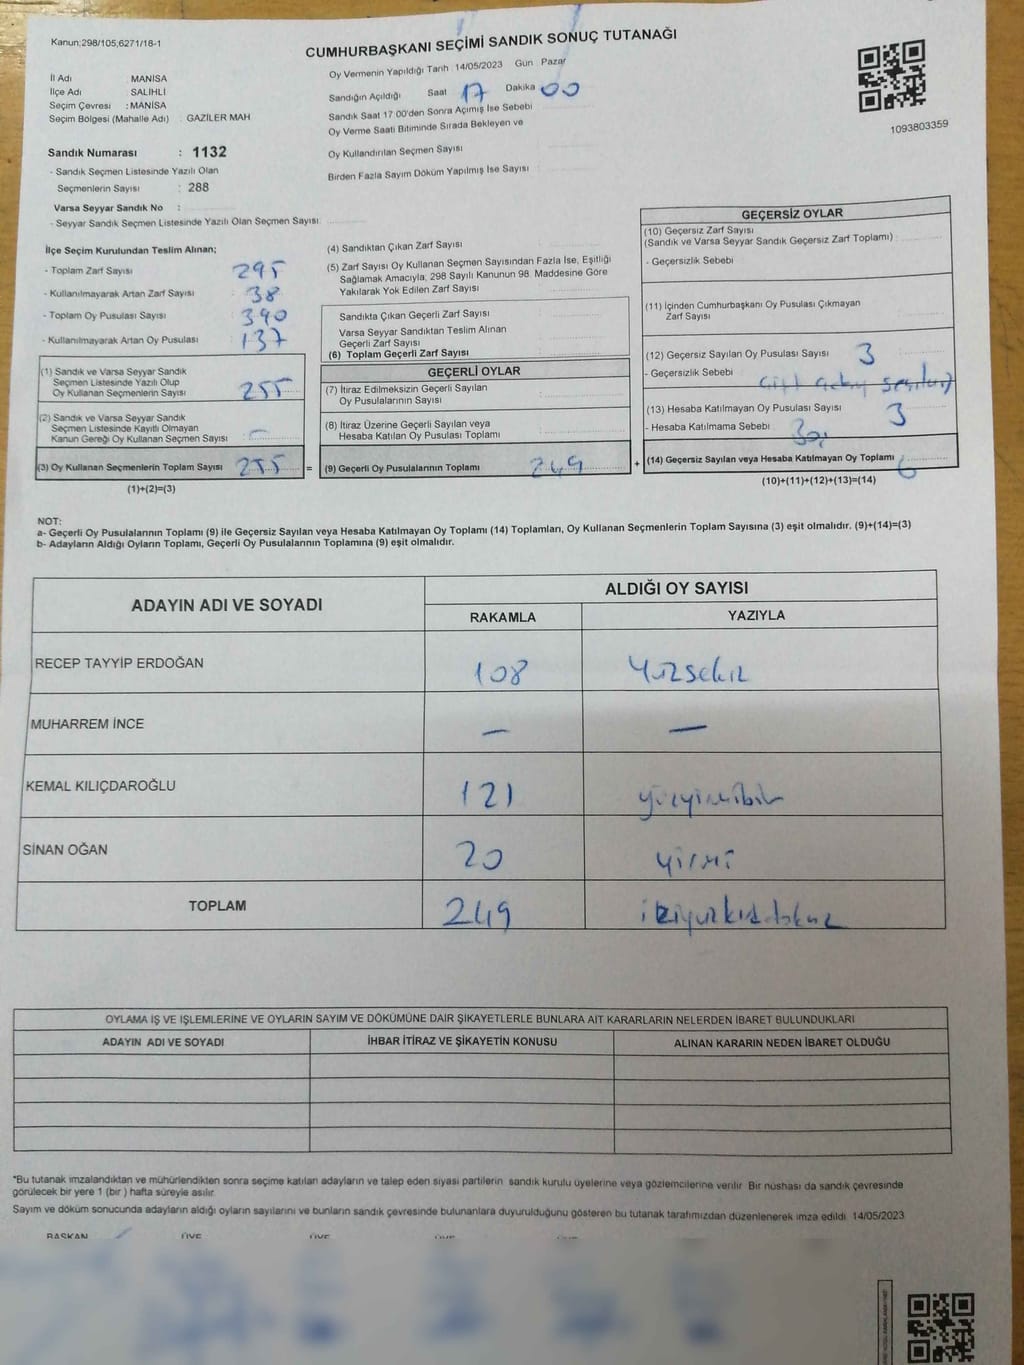 Kanun;298/105;6271/18-1
CUMHURBAŞKANI SEÇİMİ SANDIK SONUÇ TUTANAĞI
İl Adı MANİSA
İlçe Adı SALİHLİ
Seçim Çevresi : MANİSA
Seçim Bölgesi (Mahalle Adı) : GAZİLER MAH
Oy Vermenin Yapıldığı Tarih 14/05/2023 Gün Pazar
Sandığın Açıldığı Saat 17 Dakika 00
Sandık Saat 17:00'den Sonra Açımış İse Sebebi
Oy Verme Saati Bitiminde Sırada Bekleyen ve
Oy Kullandırılan Seçmen Sayısı
Birden Fazla Sayım Döküm Yapılmış İse Sayısı
1093803359
Sandık Numarası : 1132
- Sandık Seçmen Listesinde Yazılı Olan
Seçmenlerin Sayısı : 288
Varsa Seyyar Sandık No :
- Seyyar Sandık Seçmen Listesinde Yazılı Olan Seçmen Sayısı:
İlçe Seçim Kurulundan Teslim Alınan;
- Toplam Zarf Sayısı 295
- Kullanılmayarak Artan Zarf Sayısı 38
- Toplam Oy Pusulası Sayısı : 390
- Kullanılmayarak Artan Oy Pusulası : 137
(1) Sandık ve Varsa Seyyar Sandık
Seçmen Listesinde Yazılı Olup
Oy Kullanan Seçmenlerin Sayısı 255
(2) Sandık ve Varsa Seyyar Sandık
Seçmen Listesinde Kayıtlı Olmayan
Kanun Gereği Oy Kullanan Seçmen Sayısı : -
(3) Oy Kullanan Seçmenlerin Toplam Sayısı 255
(1)+(2)=(3)
(4) Sandıktan Çıkan Zarf Sayısı
(5) Zarf Sayısı Oy Kullanan Seçmen Sayısından Fazla İse, Eşitliği
Sağlamak Amacıyla, 298 Sayılı Kanunun 98. Maddesine Göre
Yakılarak Yok Edilen Zarf Sayısı
Sandıkta Çıkan Geçerli Zarf Sayısı
Varsa Seyyar Sandıktan Teslim Alınan
Geçerli Zarf Sayısı
(6) Toplam Geçerli Zarf Sayısı
GEÇERLİ OYLAR
(7) İtiraz Edilmeksizin Geçerli Sayılan
Oy Pusulalarının Sayısı
(8) İtiraz Üzerine Geçerli Sayılan veya
Hesaba Katılan Oy Pusulası Toplamı
= (9) Geçerli Oy Pusulalarının Toplamı 249 +
GEÇERSİZ OYLAR
(10) Geçersiz Zarf Sayısı
(Sandık ve Varsa Seyyar Sandık Geçersiz Zarf Toplamı) :
- Geçersizlik Sebebi
(11) İçinden Cumhurbaşkanı Oy Pusulası Çıkmayan
Zarf Sayısı
(12) Geçersiz Sayılan Oy Pusulası Sayısı 3
- Geçersizlik Sebebi
(13) Hesaba Katılmayan Oy Pusulası Sayısı 3
- Hesaba Katılmama Sebebi
(14) Geçersiz Sayılan veya Hesaba Katılmayan Oy Toplamı 6
(10)+(11)+(12)+(13)=(14)
NOT:
a- Geçerli Oy Pusulalarının Toplamı (9) ile Geçersiz Sayılan veya Hesaba Katılmayan Oy Toplamı (14) Toplamları, Oy Kullanan Seçmenlerin Toplam Sayısına (3) eşit olmalıdır. (9)+(14)=(3)
b- Adayların Aldığı Oyların Toplamı, Geçerli Oy Pusulalarının Toplamına (9) eşit olmalıdır.
ADAYIN ADI VE SOYADI
ALDIĞI OY SAYISI
RAKAMLA YAZIYLA
RECEP TAYYİP ERDOĞAN 108 Yüzsekiz
MUHARREM İNCE - -
KEMAL KILIÇDAROĞLU 121 yüzyirmibir
SİNAN OĞAN 20 yirmi
TOPLAM 249 ikiyüzkırkdokuz
OYLAMA İŞ VE İŞLEMLERİNE VE OYLARIN SAYIM VE DÖKÜMÜNE DAİR ŞİKAYETLERLE BUNLARA AİT KARARLARIN NELERDEN İBARET BULUNDUKLARI
ADAYIN ADI VE SOYADI İHBAR İTİRAZ VE ŞİKAYETİN KONUSU ALINAN KARARIN NEDEN İBARET OLDUĞU
*Bu tutanak imzalandıktan ve mühürlendikten sonra seçime katılan adayların ve talep eden siyasi partilerin sandık kurulu üyelerine veya gözlemcilerine verilir. Bir nüshası da sandık çevresinde
görülecek bir yere 1 (bir ) hafta süreyle asılır.
Sayım ve döküm sonucunda adayların aldığı oyların sayılarını ve bunların sandık çevresinde bulunanlara duyurulduğunu gösteren bu tutanak tarafımızdan düzenlenerek imza edildi. 14/05/2023
BAŞKAN ÜYE ÜYE ÜYE ÜYE